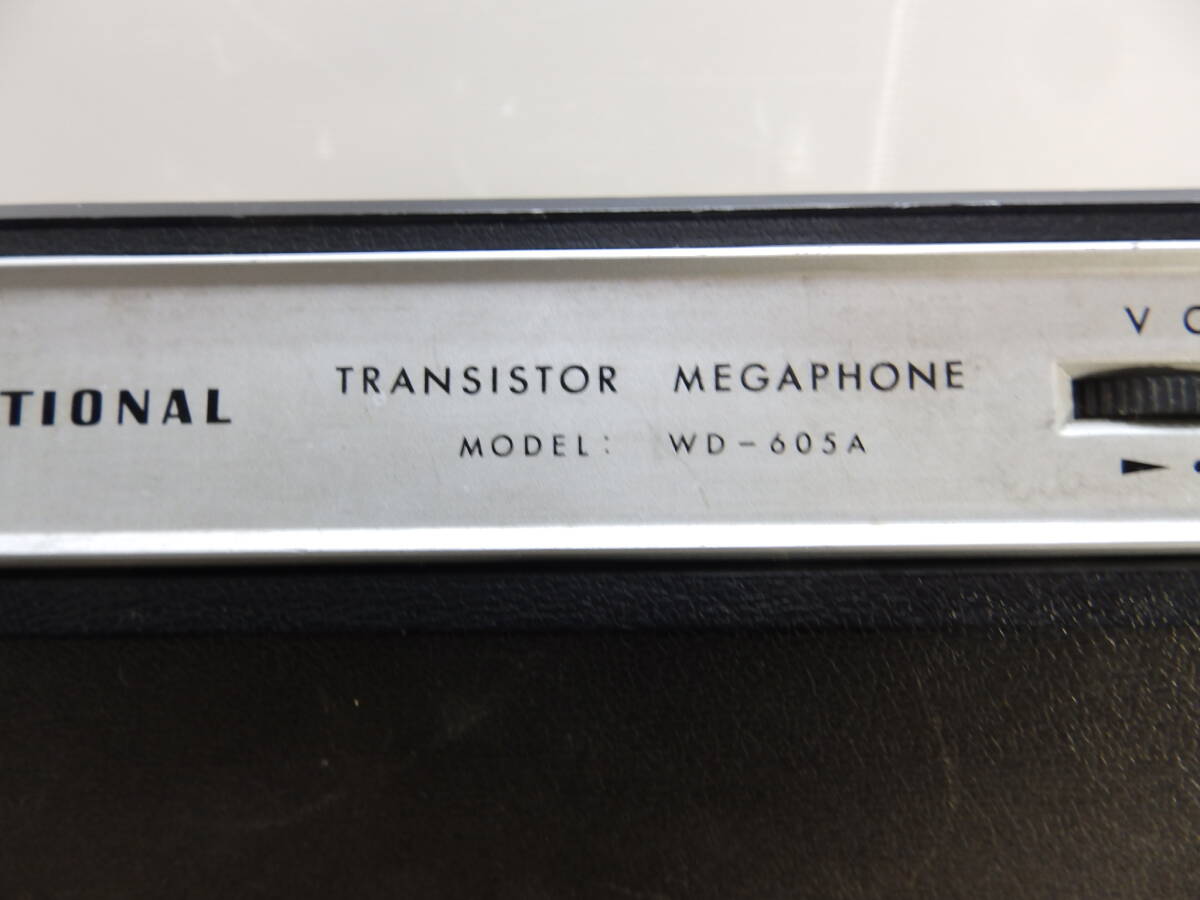 TIONAL
TRANSISTOR MEGAPHONE
MODEL: WD-605A